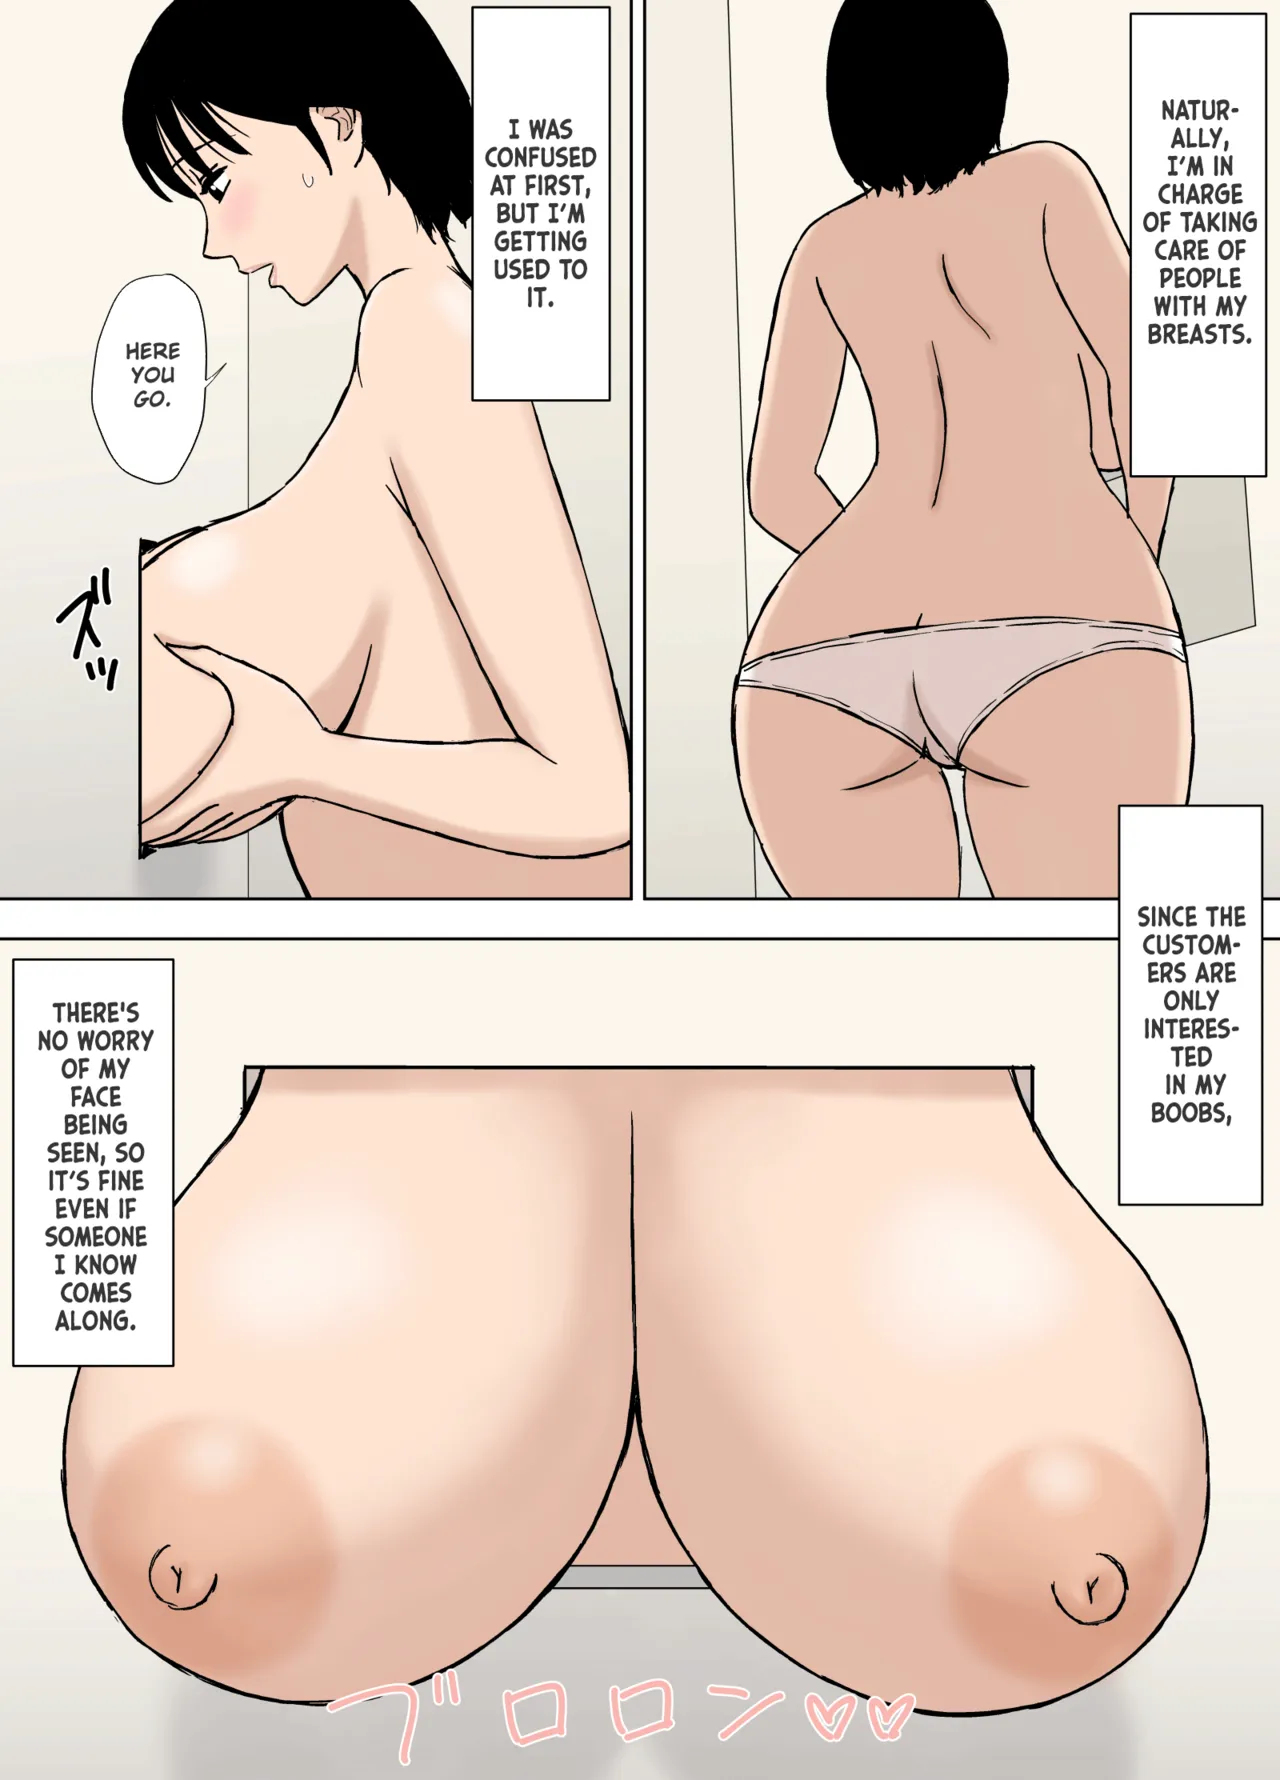 NATUR-
ALLY,
I'M IN
CHARGE
OF TAKING
CARE OF
PEOPLE
WITH MY
BREASTS.
I WAS
CONFUSED
AT FIRST,
BUT I'M
GETTING
USED TO
IT.
HERE
YOU
GO.
ズズッ
SINCE THE
CUSTOM-
ERS ARE
ONLY
INTERES-
TED
IN MY
BOOBS,
THERE'S
NO WORRY
OF MY
FACE
BEING
SEEN, SO
IT'S FINE
EVEN IF
SOMEONE
I KNOW
COMES
ALONG.
ブロロン♡♡